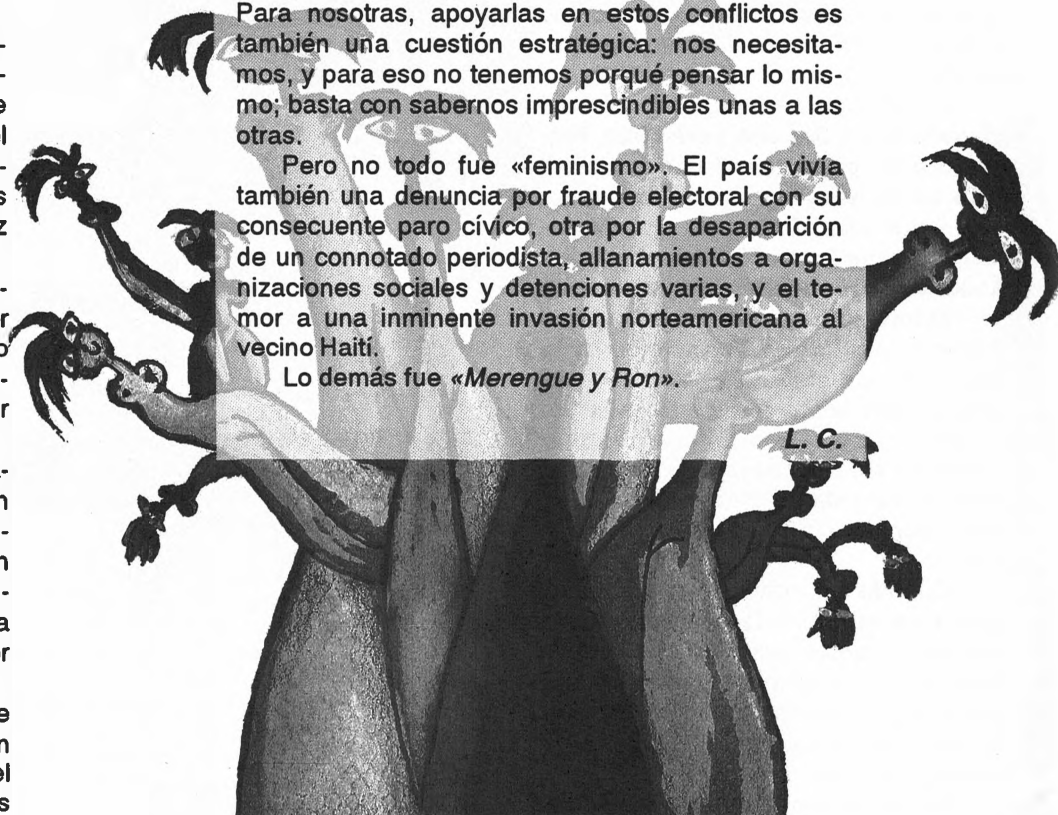 Para nosotras, apoyarlas en estos conflictos es
también una cuestión estratégica: nos necesita-
mos, y para eso no tenemos porqué pensar lo mis-
mo; basta con sabernos imprescindibles unas a las
otras.
Pero no todo fue «feminismo». El país vivía
también una denuncia por fraude electoral con su
consecuente paro cívico, otra por la desaparición
de un connotado periodista, allanamientos a orga-
nizaciones sociales y detenciones varias, y el te-
mor a una inminente invasión norteamericana al
vecino Haití.
Lo demás fue «Merengue y Ron».
L. C.